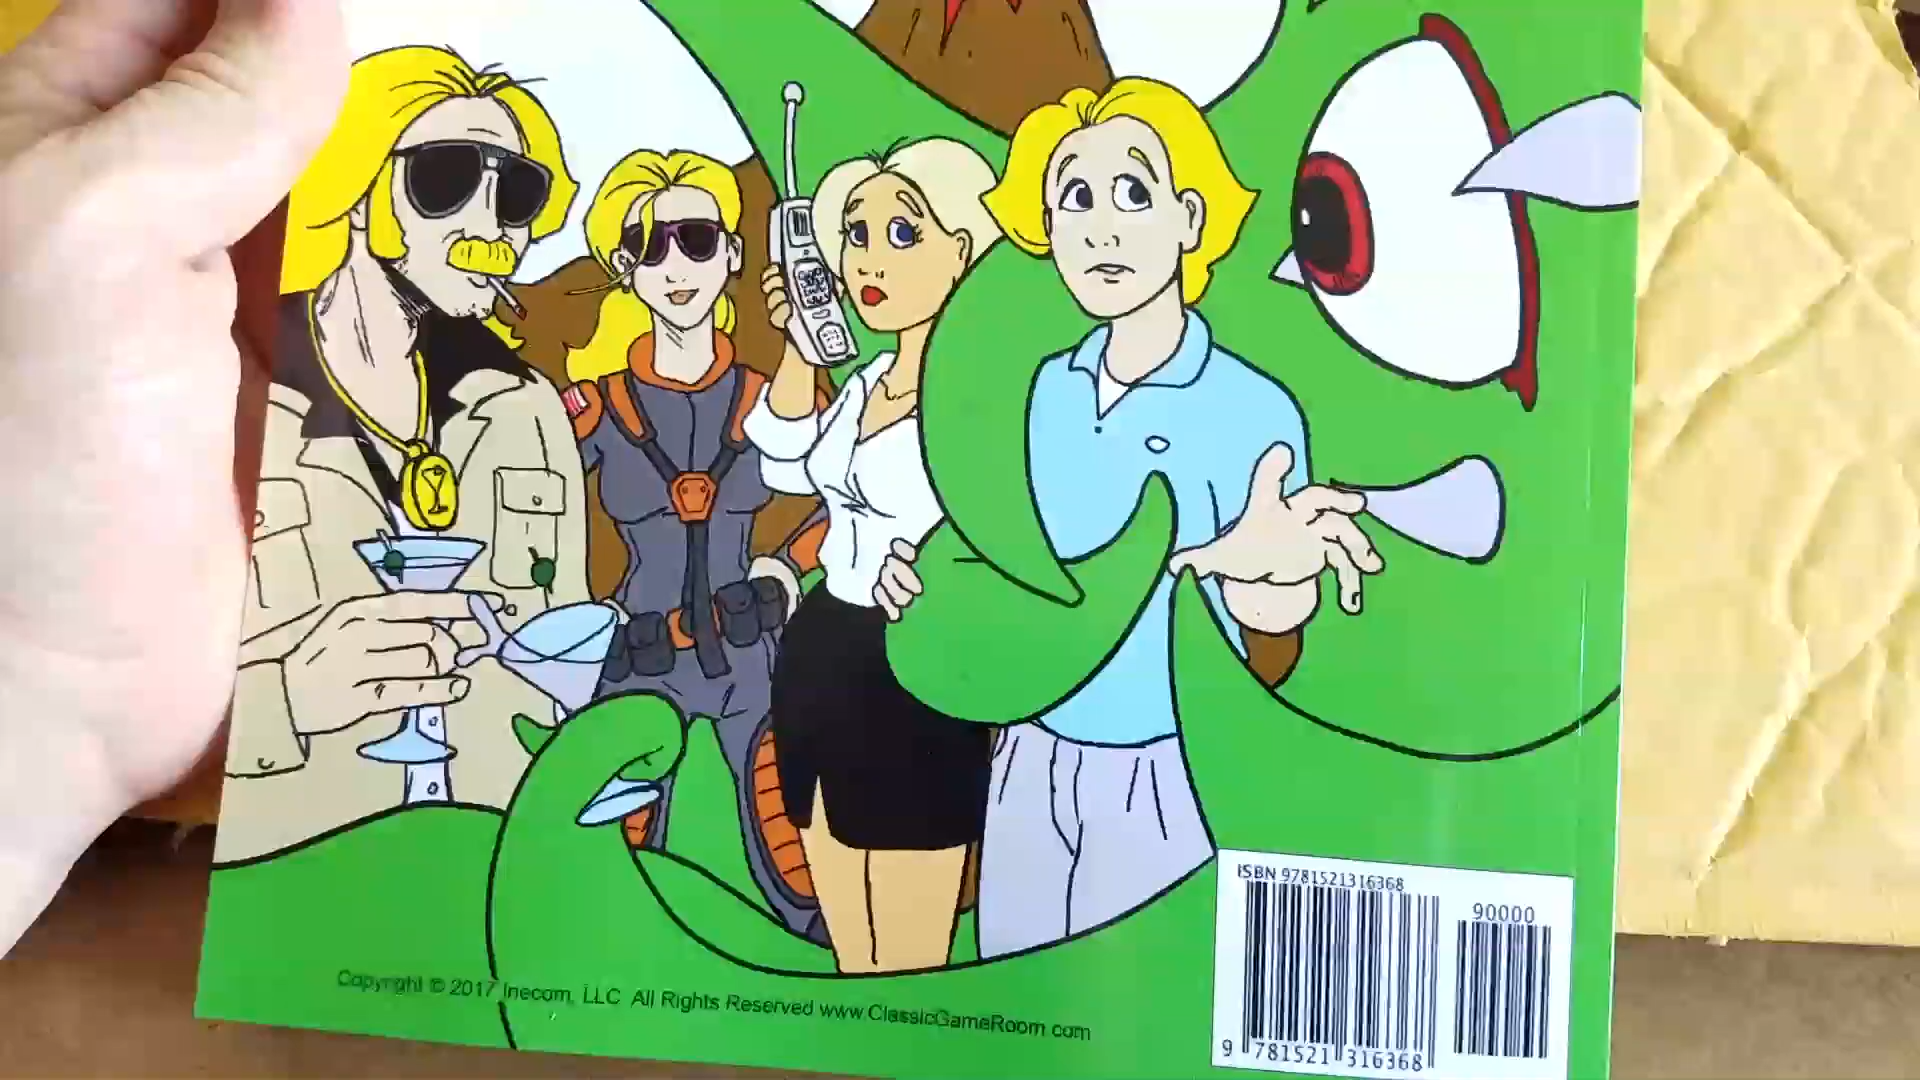 ISBN 9781521316368
90000
9 781521 316368
Copyright © 2017 Inecom, LLC All Rights Reserved www.ClassicGameRoom.com